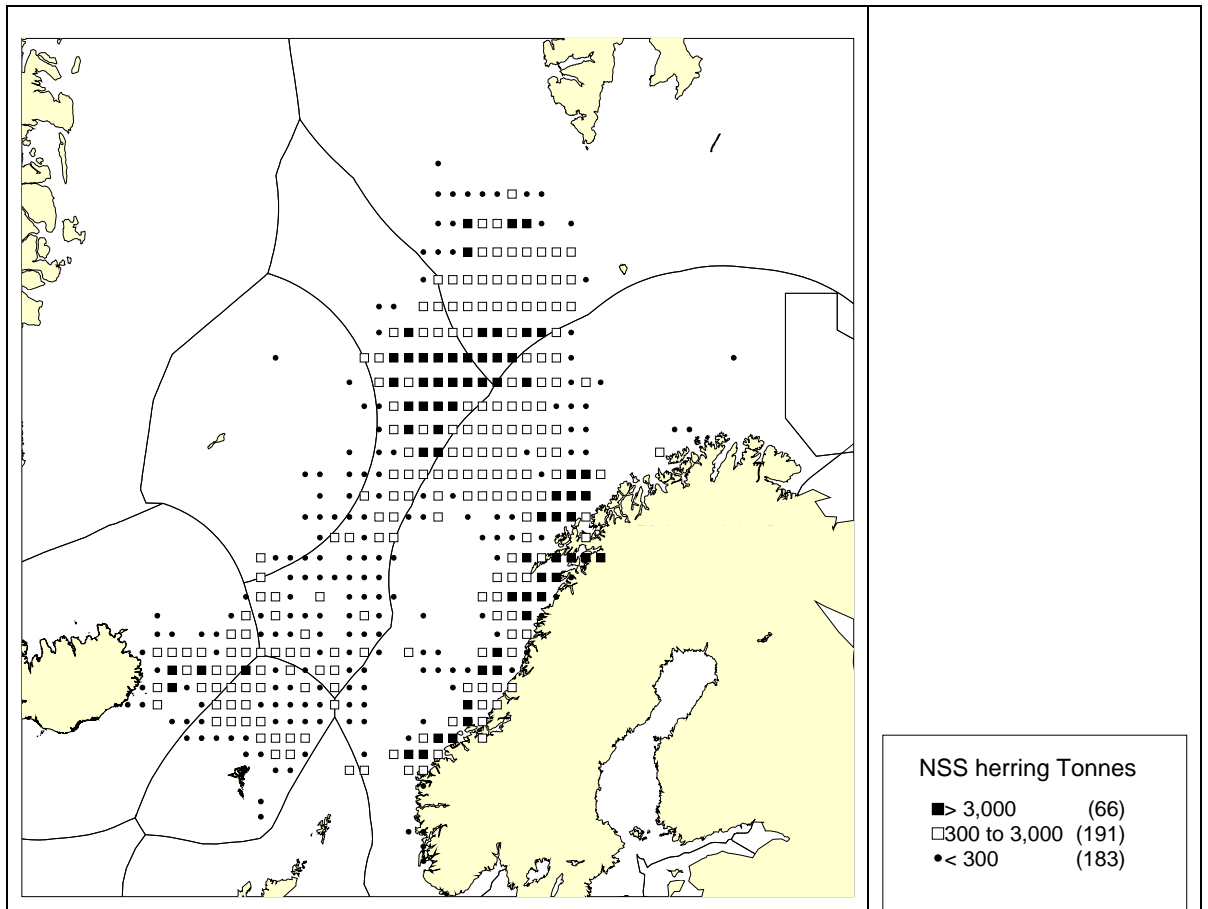 NSS herring Tonnes
> 3,000 (66)
300 to 3,000 (191)
< 300 (183)